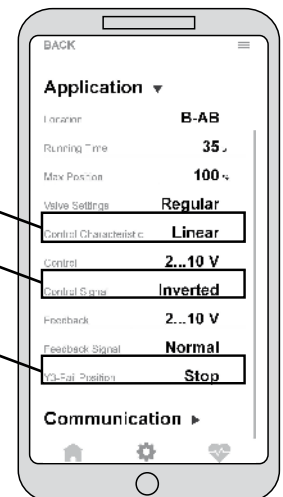 BACK
Application ▼
Location B-AB
Running Time 35 s
Max Position 100 %
Valve Settings Regular
Control Characteristic Linear
Control 2...10 V
Control Signal Inverted
Feedback 2...10 V
Feedback Signal Normal
Y3-Fail Position Stop
Communication ►